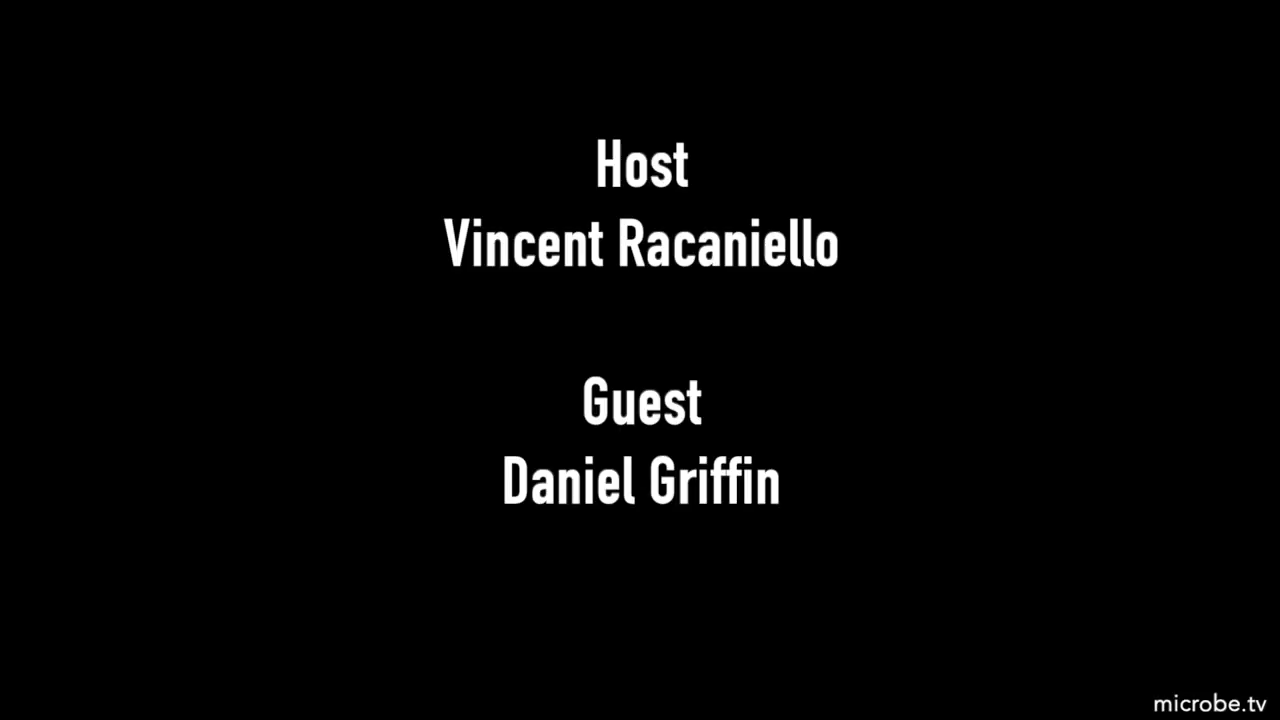 Host
Vincent Racaniello
Guest
Daniel Griffin
microbe.tv